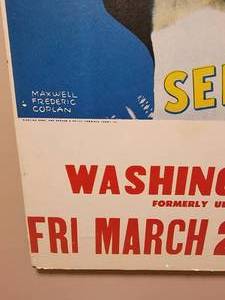 MAXWELL
FREDERIC
COPLAN
SE
WASHING
FORMERLY U
FRI MARCH 2